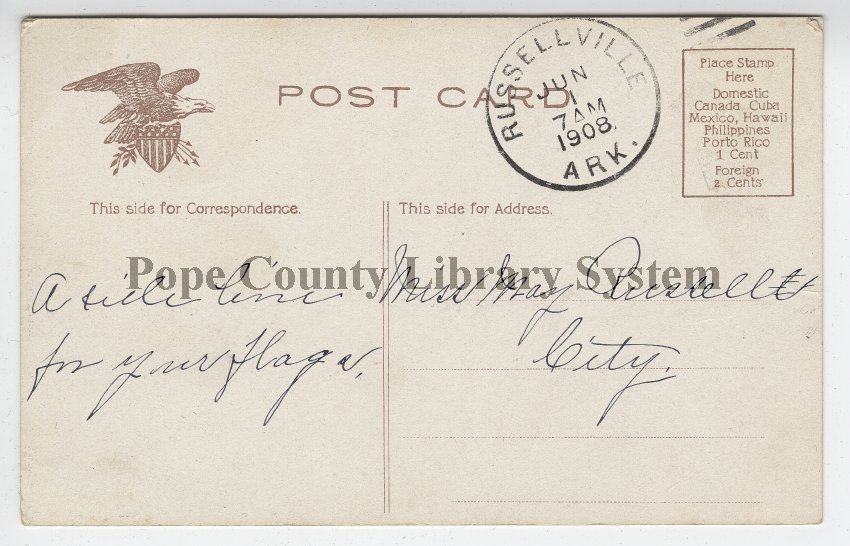 POST CARD
RUSSELLVILLE
JUN
1
7 AM
1908
ARK.
Place Stamp
Here
Domestic
Canada Cuba
Mexico, Hawaii
Philippines
Porto Rico
1 Cent
Foreign
2 Cents
This side for Correspondence.
This side for Address.
Pope County Library System
A side line
for your flags.
Miss May
City.